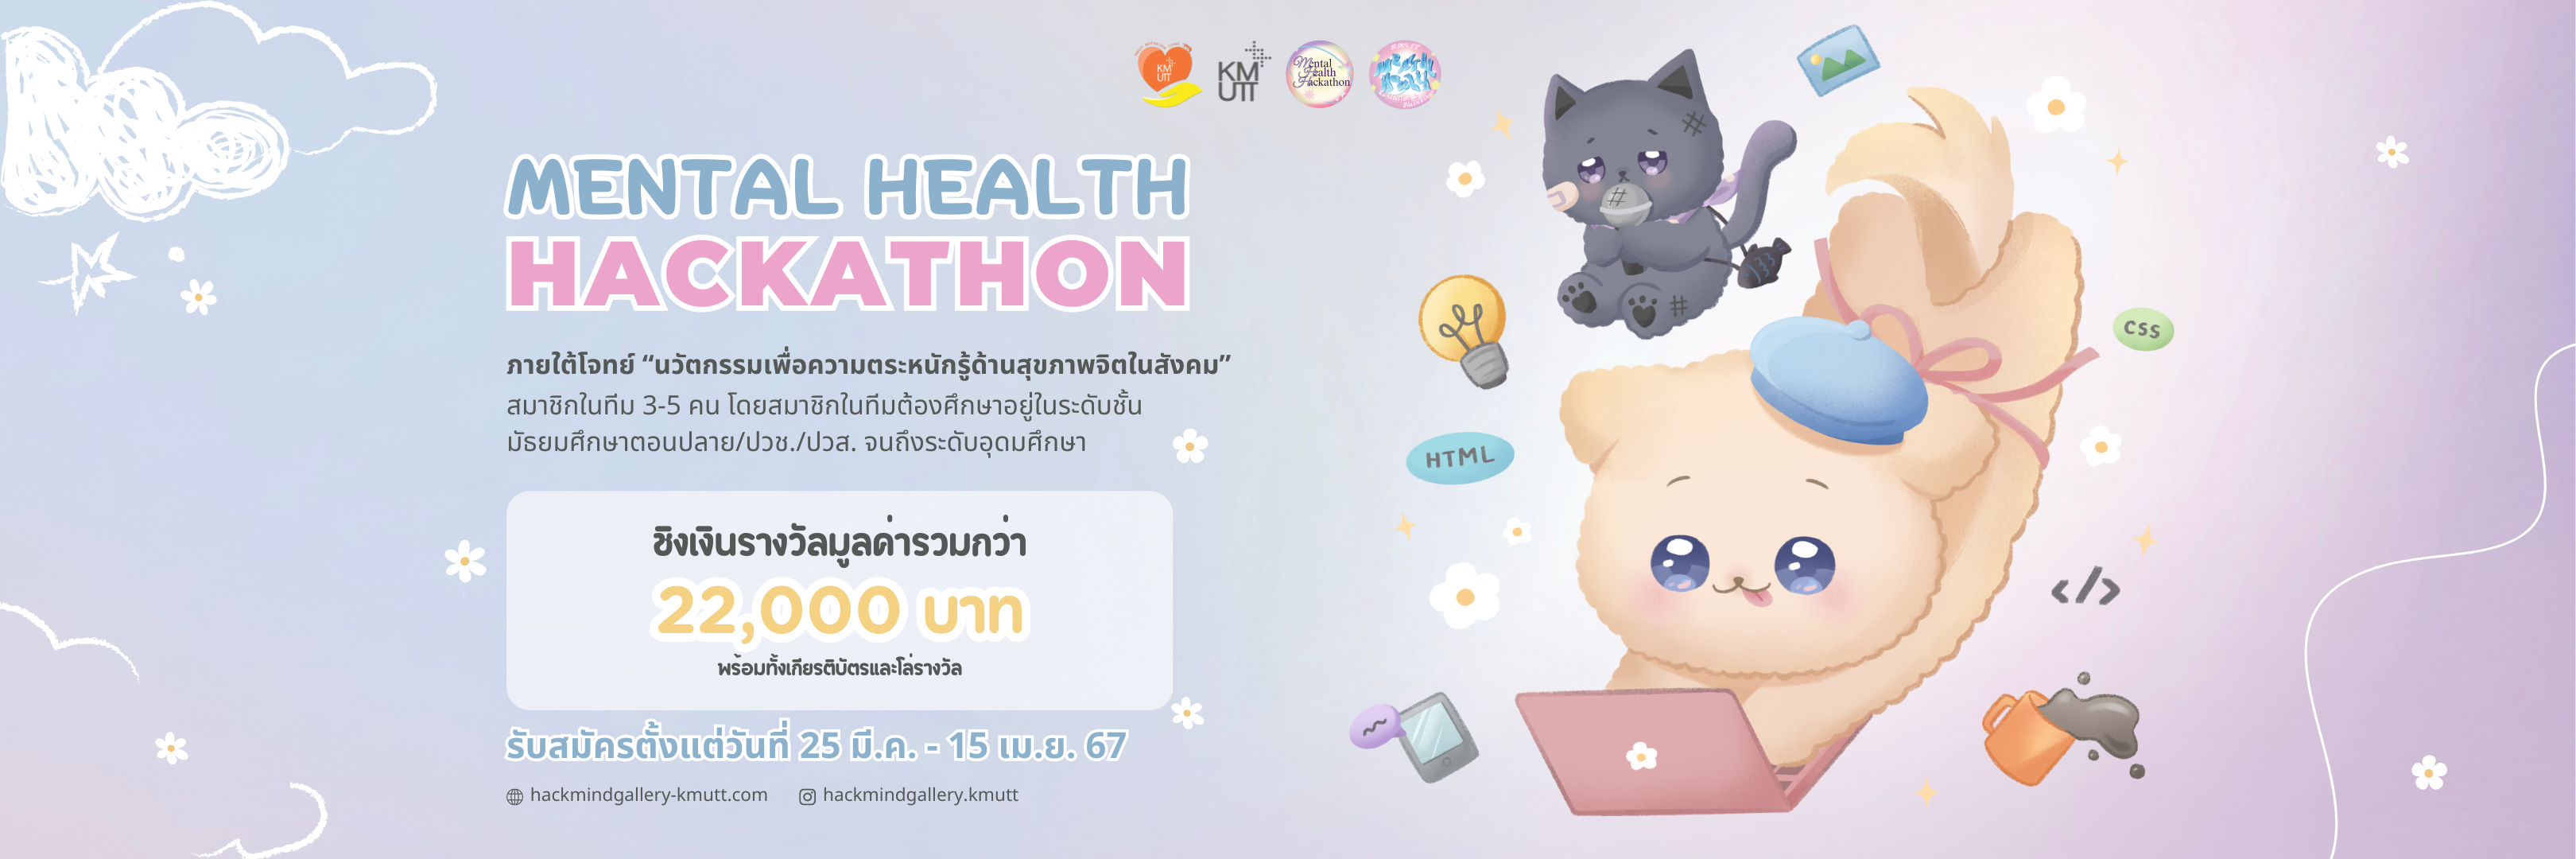 KM
UTT
KM
UTT
Mental
Health
Hackathon
MENTAL HEALTH
HACKATHON
ภายใต้โจทย์ “นวัตกรรมเพื่อความตระหนักรู้ด้านสุขภาพจิตในสังคม”
สมาชิกในทีม 3-5 คน โดยสมาชิกในทีมต้องศึกษาอยู่ในระดับชั้น
มัธยมศึกษาตอนปลาย/ปวช./ปวส. จนถึงระดับอุดมศึกษา
ชิงเงินรางวัลมูลค่ารวมกว่า
22,000 บาท
พร้อมทั้งเกียรติบัตรและโล่รางวัล
รับสมัครตั้งแต่วันที่ 25 มี.ค. - 15 เม.ย. 67
hackmindgallery-kmutt.com hackmindgallery.kmutt
CSS
HTML
</>